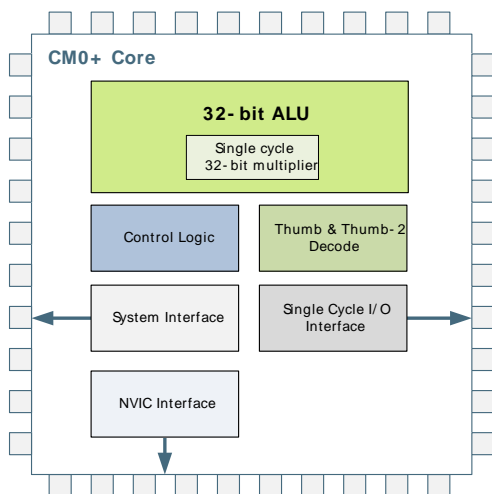 CM0+ Core
32-bit ALU
Single cycle
32-bit multiplier
Control Logic
Thumb & Thumb-2
Decode
System Interface
Single Cycle I/O
Interface
NVIC Interface